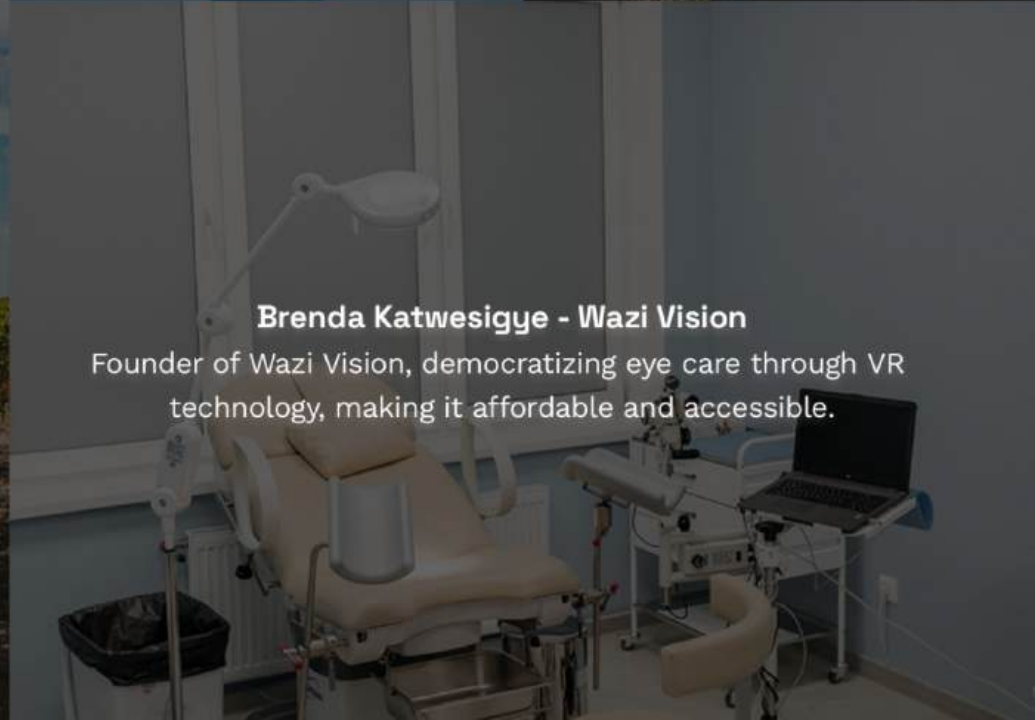 Brenda Katwesigye - Wazi Vision
Founder of Wazi Vision, democratizing eye care through VR
technology, making it affordable and accessible.